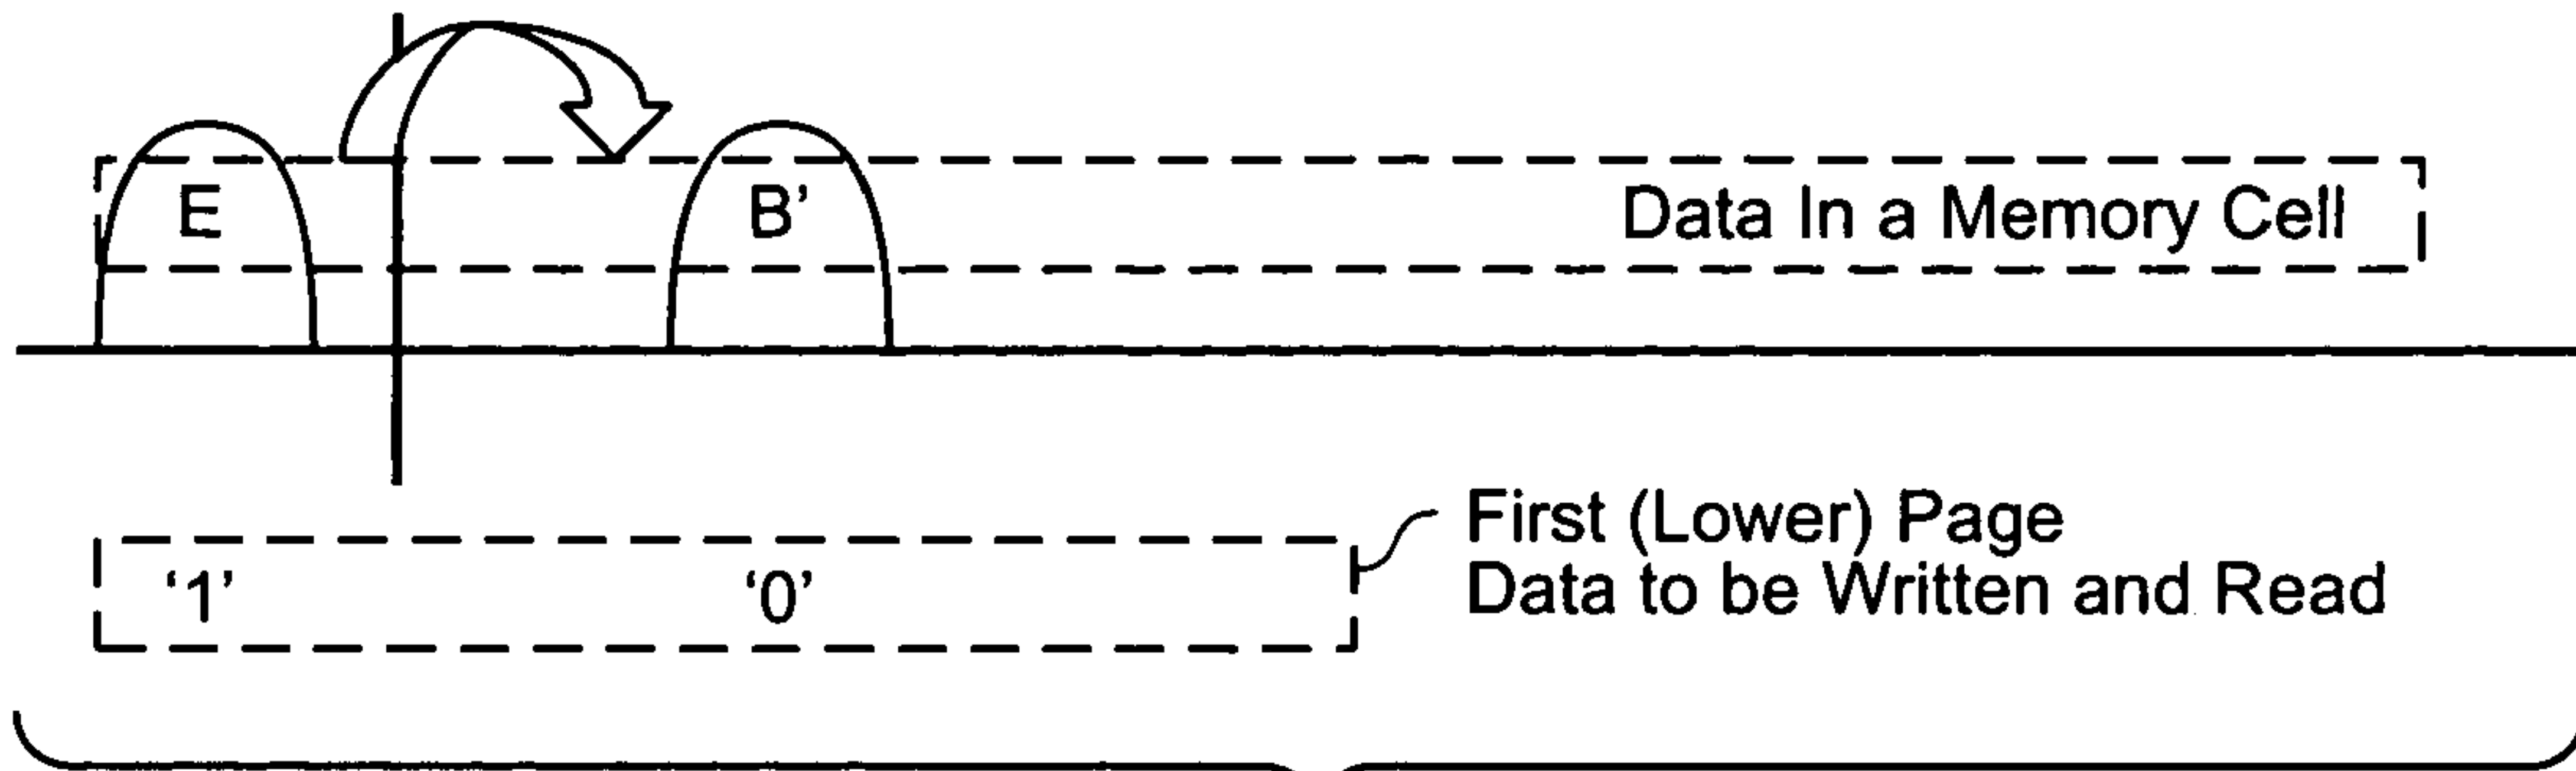 E
B’
Data In a Memory Cell
‘1’
‘0’
First (Lower) Page
Data to be Written and Read